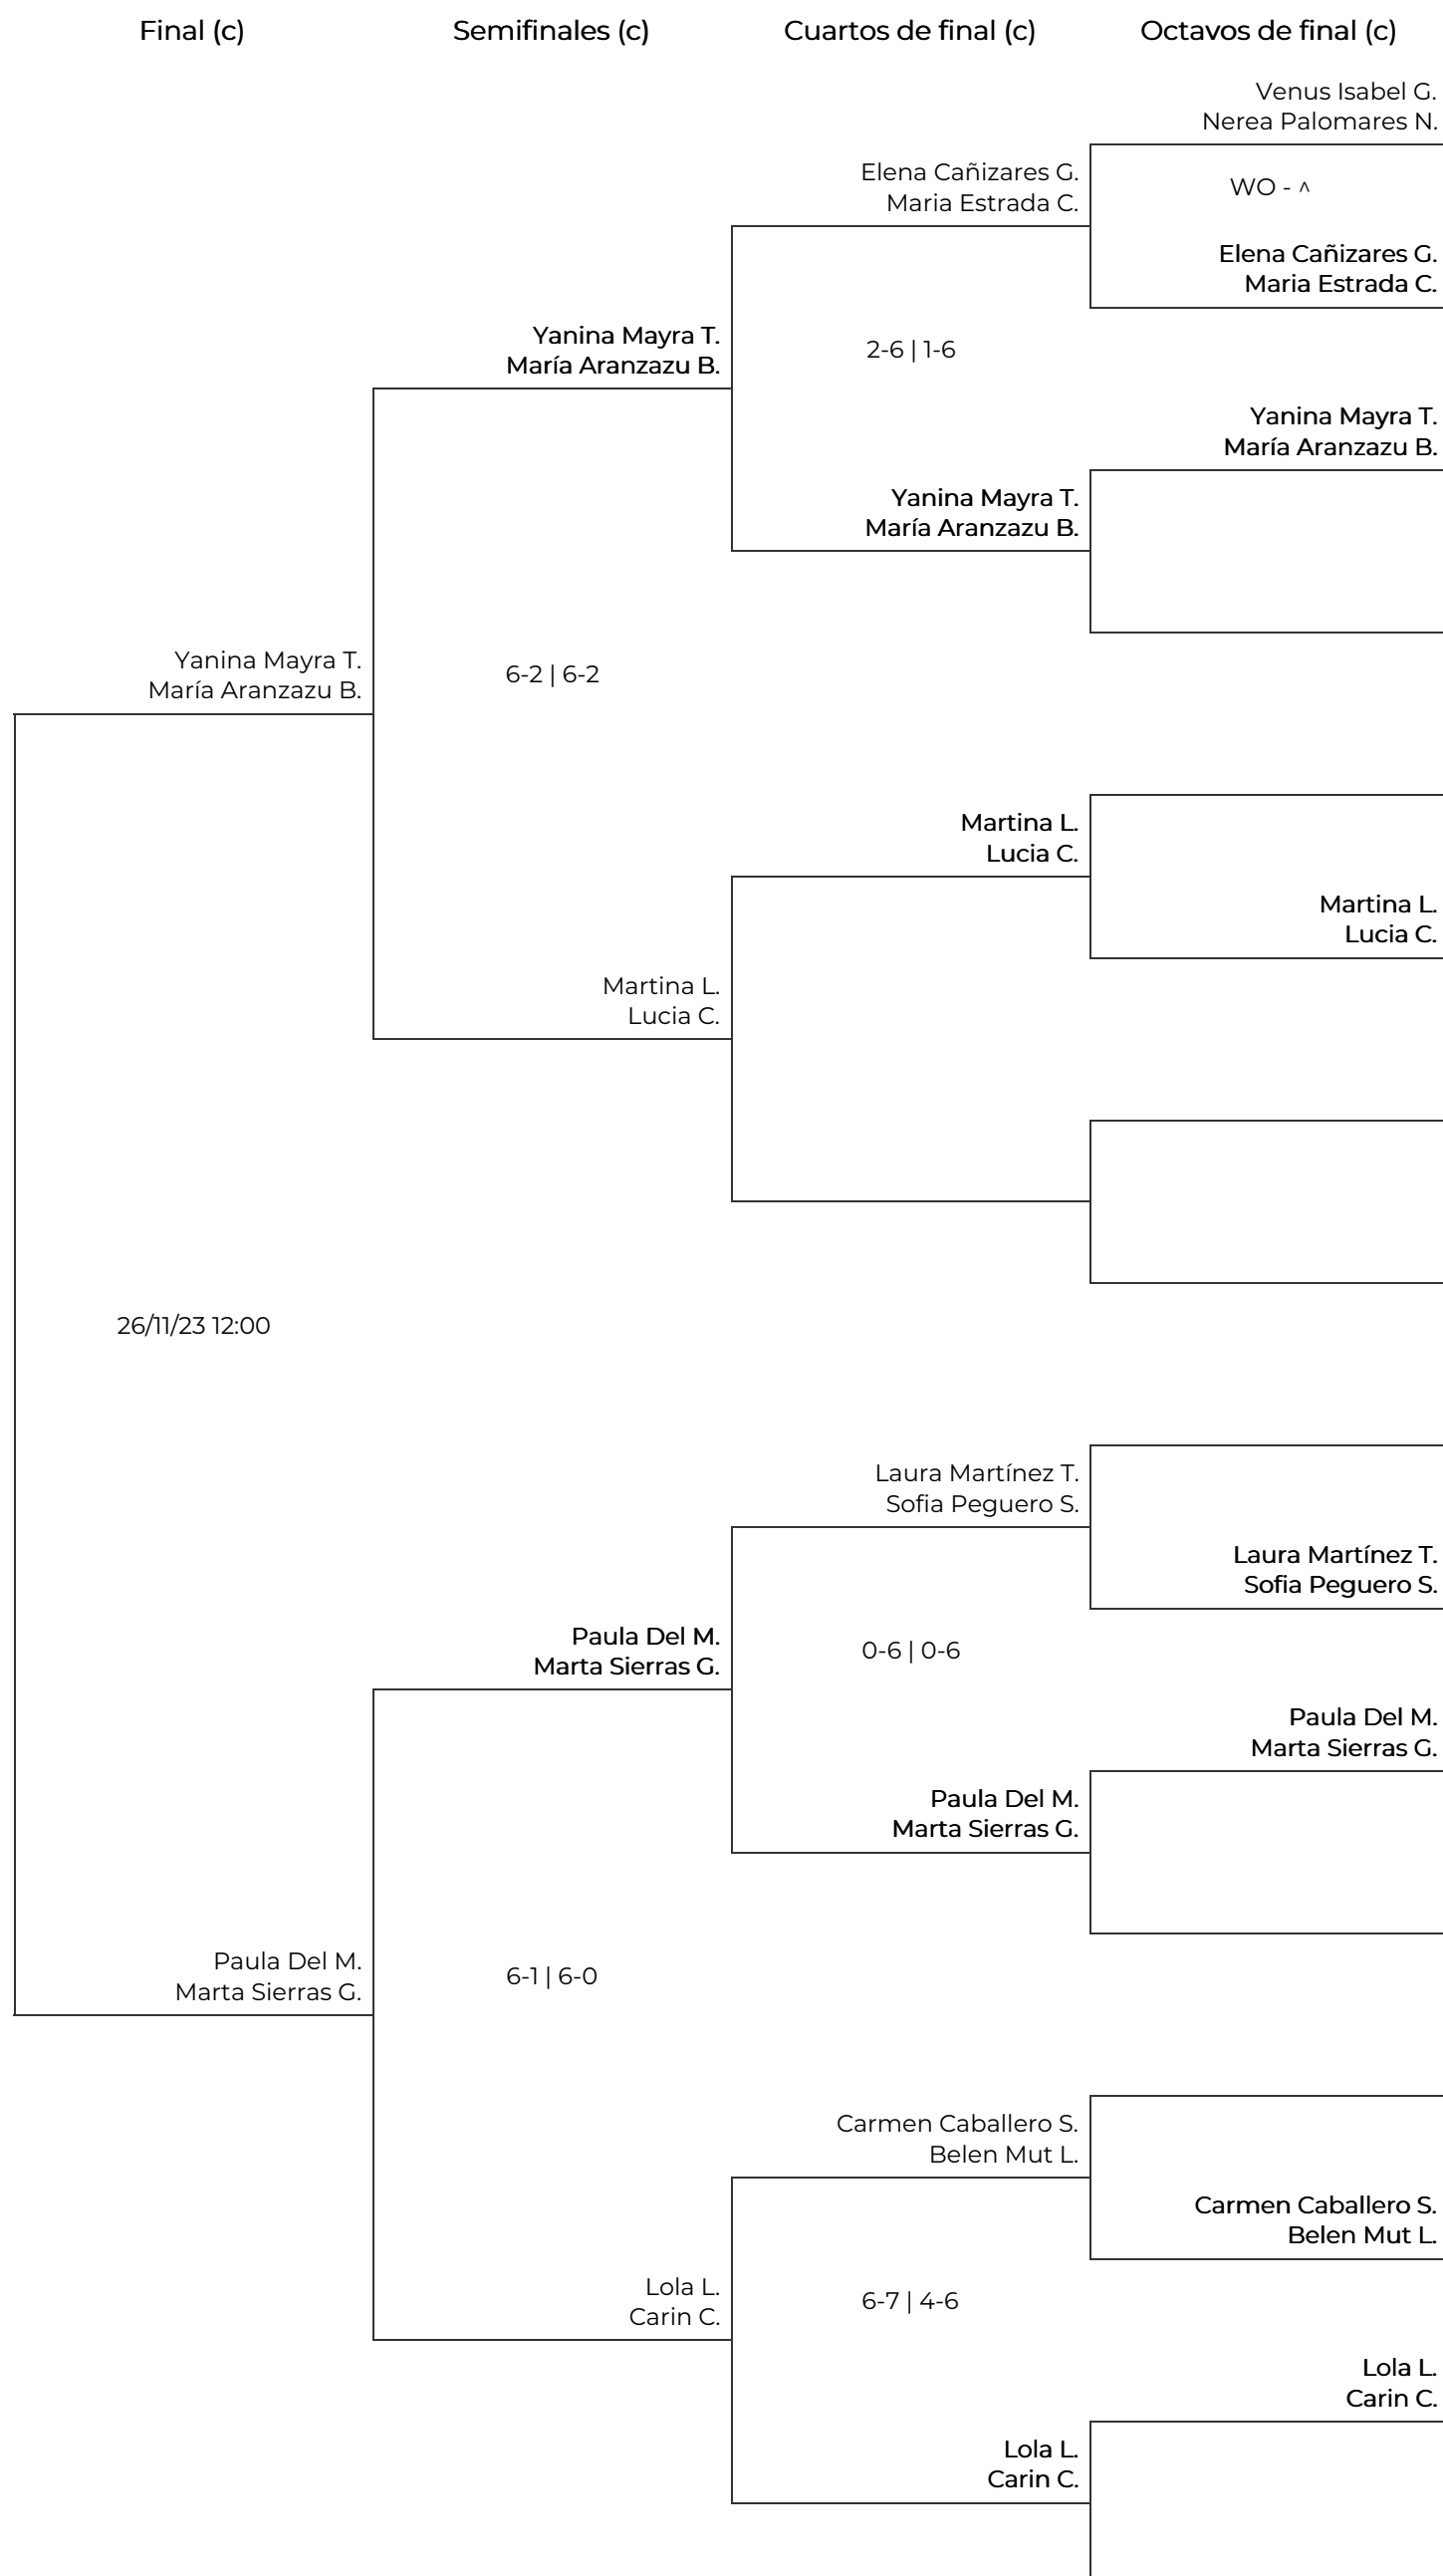 Final (c)
Semifinales (c)
Cuartos de final (c)
Octavos de final (c)
Venus Isabel G.
Nerea Palomares N.
Elena Cañizares G.
Maria Estrada C.
WO - ^
Elena Cañizares G.
Maria Estrada C.
Yanina Mayra T.
María Aranzazu B.
2-6 | 1-6
Yanina Mayra T.
María Aranzazu B.
Yanina Mayra T.
María Aranzazu B.
Yanina Mayra T.
María Aranzazu B.
6-2 | 6-2
Martina L.
Lucia C.
Martina L.
Lucia C.
Martina L.
Lucia C.
26/11/23 12:00
Laura Martínez T.
Sofia Peguero S.
Laura Martínez T.
Sofia Peguero S.
Paula Del M.
Marta Sierras G.
0-6 | 0-6
Paula Del M.
Marta Sierras G.
Paula Del M.
Marta Sierras G.
Paula Del M.
Marta Sierras G.
6-1 | 6-0
Carmen Caballero S.
Belen Mut L.
Carmen Caballero S.
Belen Mut L.
Lola L.
Carin C.
6-7 | 4-6
Lola L.
Carin C.
Lola L.
Carin C.